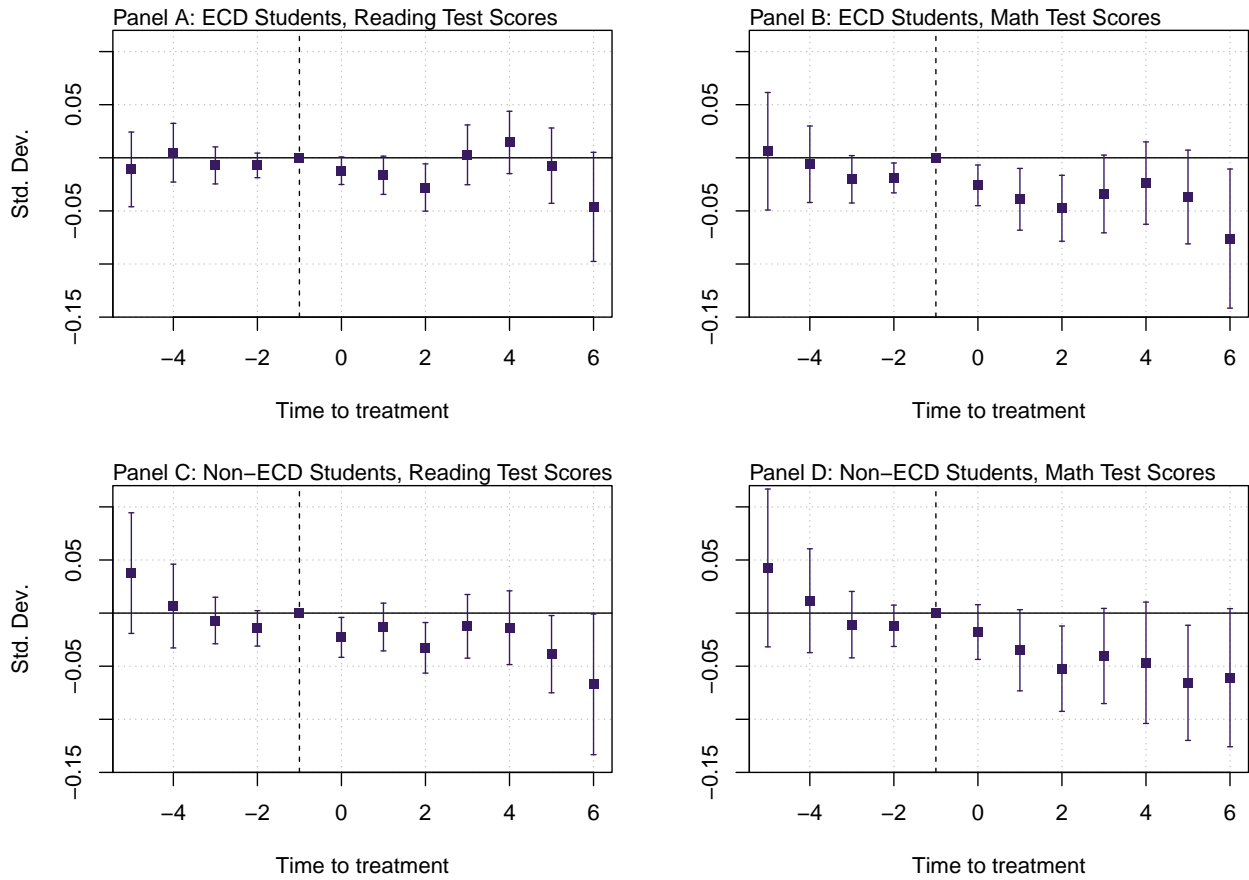 Panel A: ECD Students, Reading Test Scores
Std. Dev.
0.05
−0.05
−0.15
−4 −2 0 2 4 6
Time to treatment
Panel B: ECD Students, Math Test Scores
0.05
−0.05
−0.15
−4 −2 0 2 4 6
Time to treatment
Panel C: Non−ECD Students, Reading Test Scores
Std. Dev.
0.05
−0.05
−0.15
−4 −2 0 2 4 6
Time to treatment
Panel D: Non−ECD Students, Math Test Scores
0.05
−0.05
−0.15
−4 −2 0 2 4 6
Time to treatment